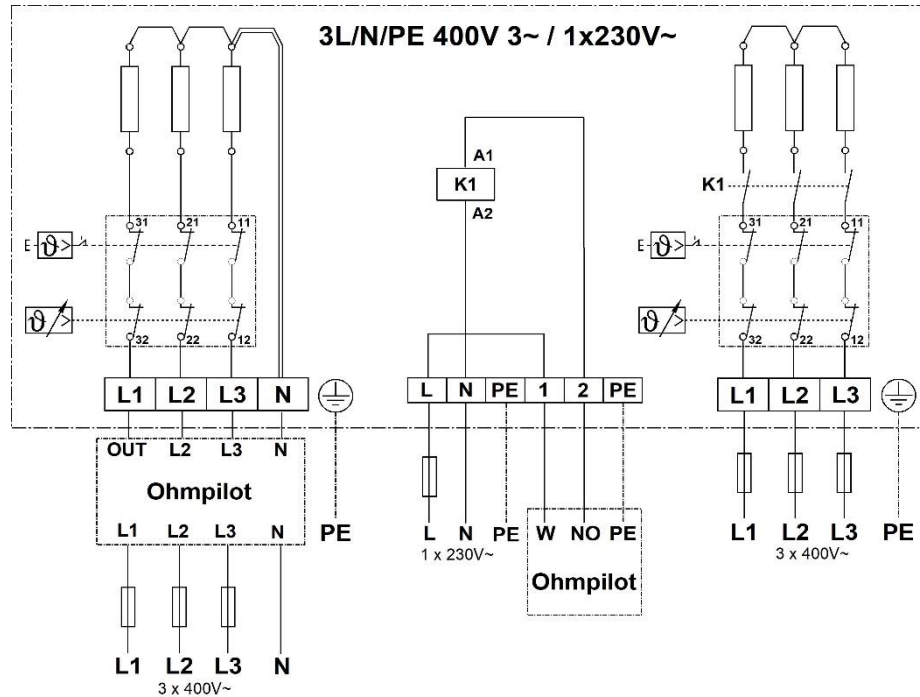 3L/N/PE 400V 3~ / 1x230V~
A1
K1
A2
K1
31 21 11
31 21 11
E ϑ >
E ϑ >
ϑ >
ϑ >
32 22 12
32 22 12
L1 L2 L3 N
L N PE 1 2 PE
L1 L2 L3
OUT L2 L3 N
Ohmpilot
L1 L2 L3 N
PE
L N PE
1 x 230V~
W NO PE
Ohmpilot
L1 L2 L3 PE
3 x 400V~
L1 L2 L3 N
3 x 400V~